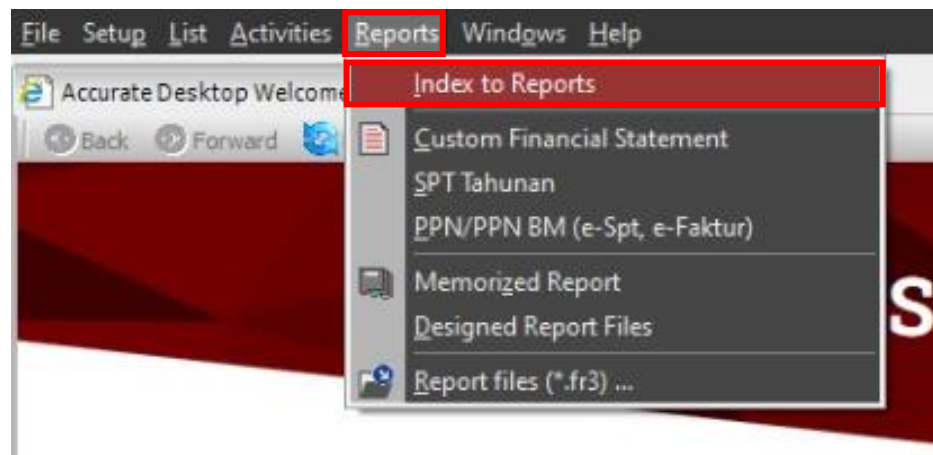 File Setup List Activities Reports Windows Help
Accurate Desktop Welcome
Index to Reports
Back Forward
Custom Financial Statement
SPT Tahunan
PPN/PPN BM (e-Spt, e-Faktur)
Memorized Report
Designed Report Files
S
Report files (*.fr3) ...